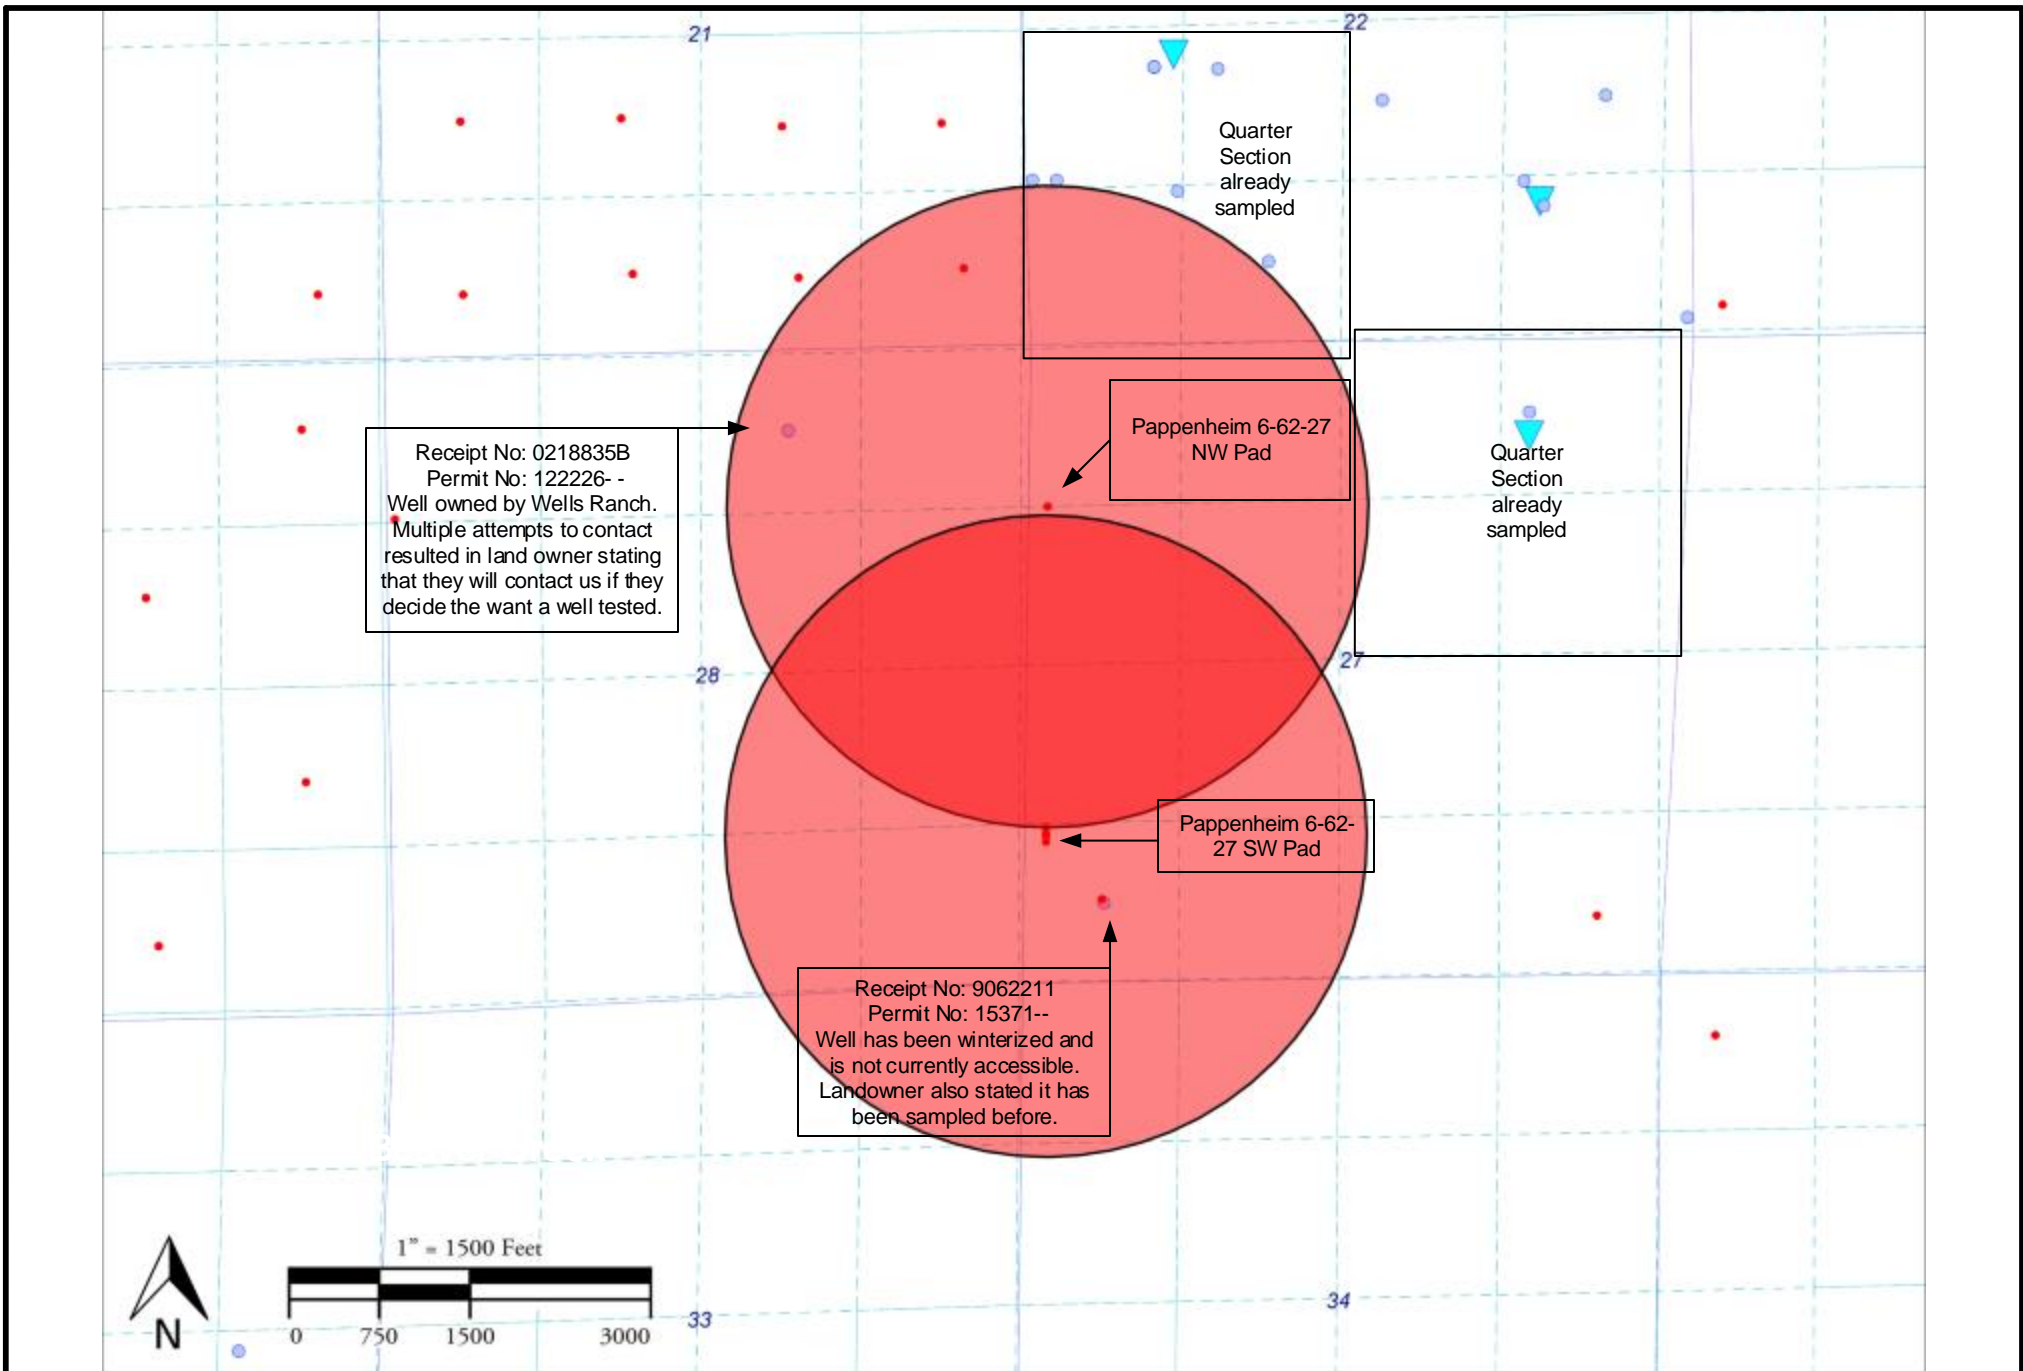 21
22
Quarter
Section
already
sampled
Pappenheim 6-62-27
NW Pad
Receipt No: 0218835B
Permit No: 122226- -
Well owned by Wells Ranch.
Multiple attempts to contact
resulted in land owner stating
that they will contact us if they
decide the want a well tested.
Quarter
Section
already
sampled
28
27
Pappenheim 6-62-
27 SW Pad
Receipt No: 9062211
Permit No: 15371--
Well has been winterized and
is not currently accessible.
Landowner also stated it has
been sampled before.
1” = 1500 Feet
0 750 1500 3000
N
33
34